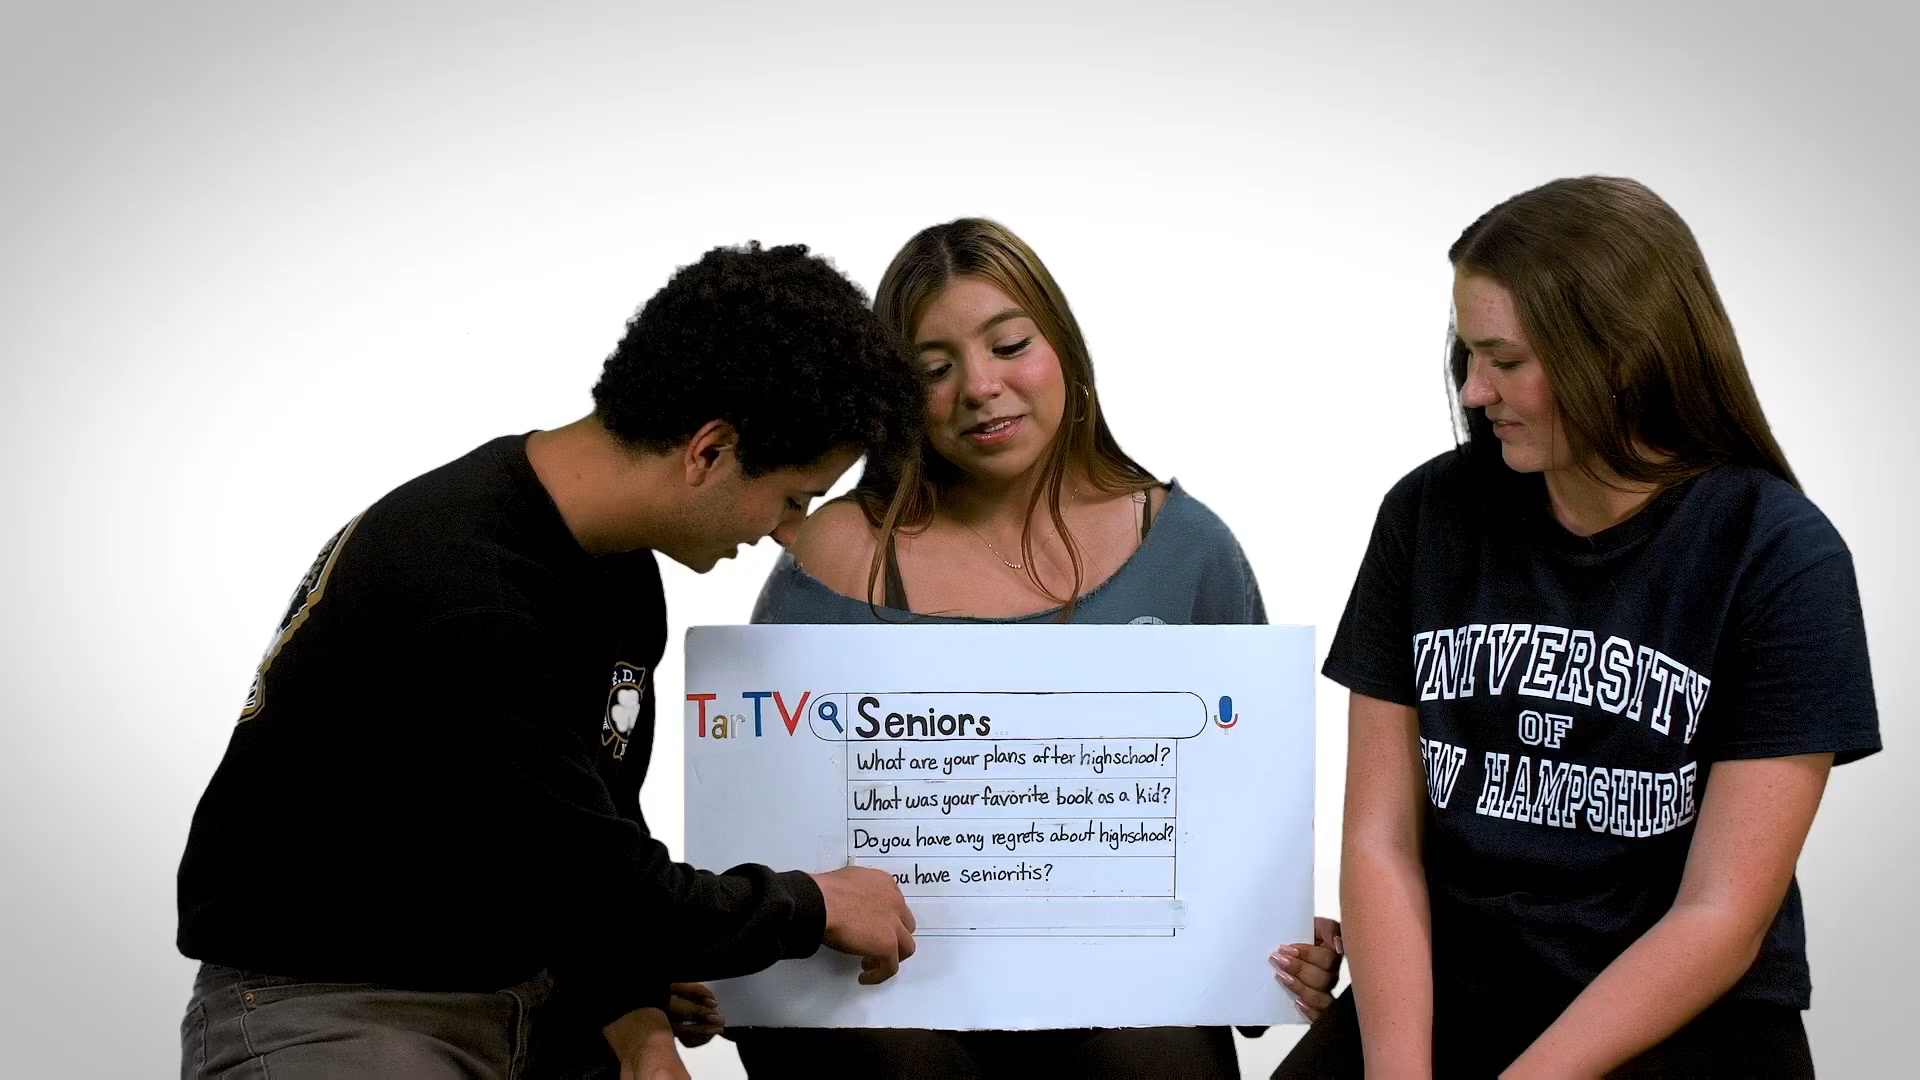 TarTV Seniors
What are your plans after highschool?
What was your favorite book as a kid?
Do you have any regrets about highschool?
have senioritis?
UNIVERSITY
OF
HAMPSHIRE